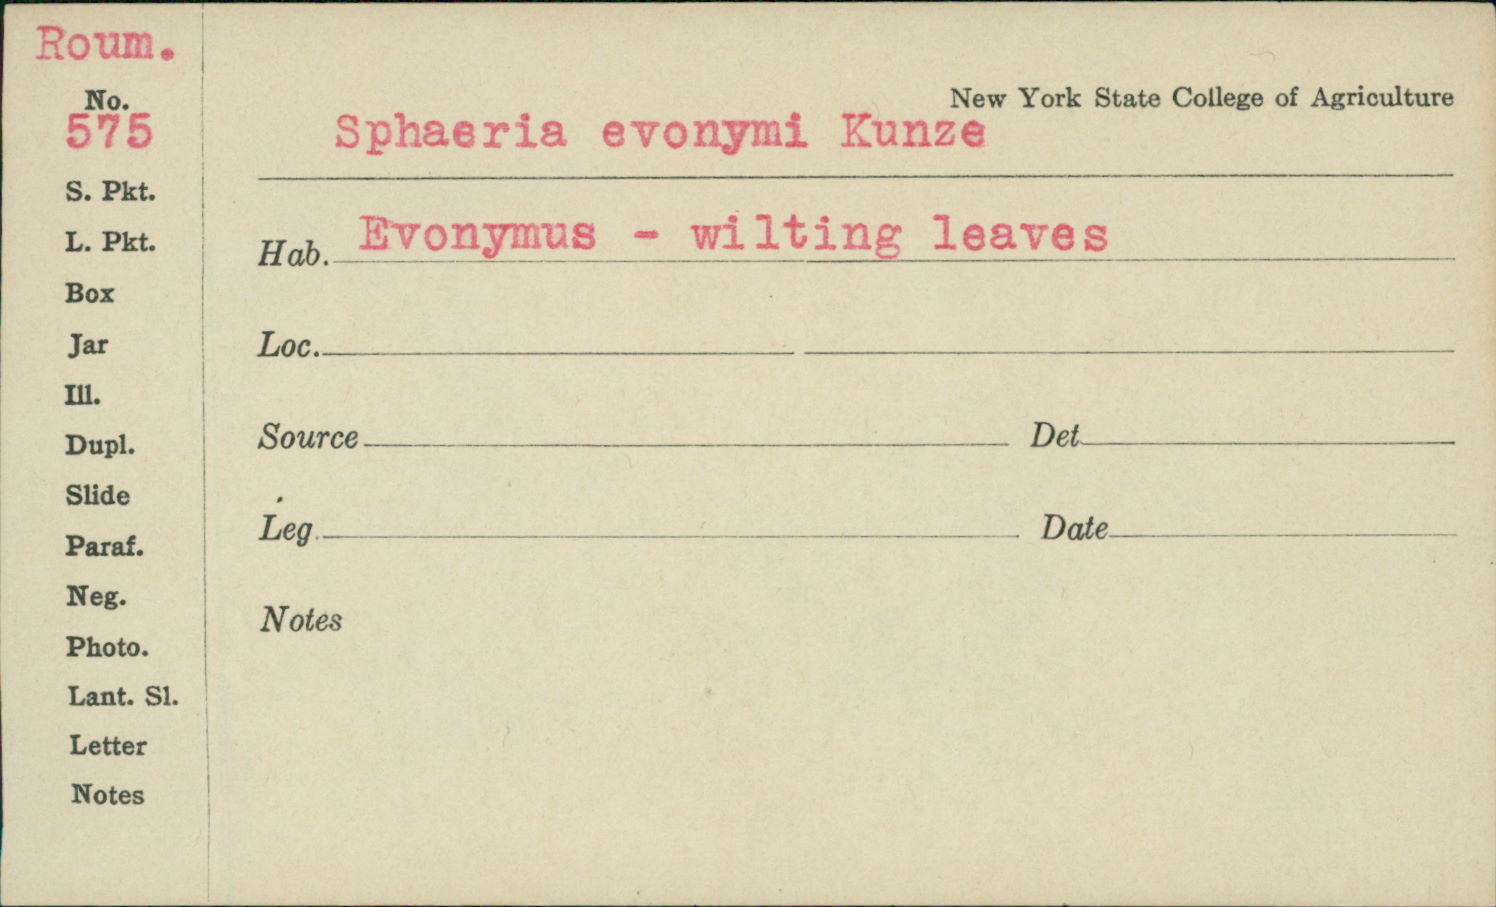 Roum.
No.
575
S. Pkt.
L. Pkt.
Box
Jar
Ill.
Dupl.
Slide
Paraf.
Neg.
Photo.
Lant. Sl.
Letter
Notes
New York State College of Agriculture
Sphaeria evonymi Kunze
Hab. Evonymus - wilting leaves
Loc.
Source Det
Leg. Date
Notes